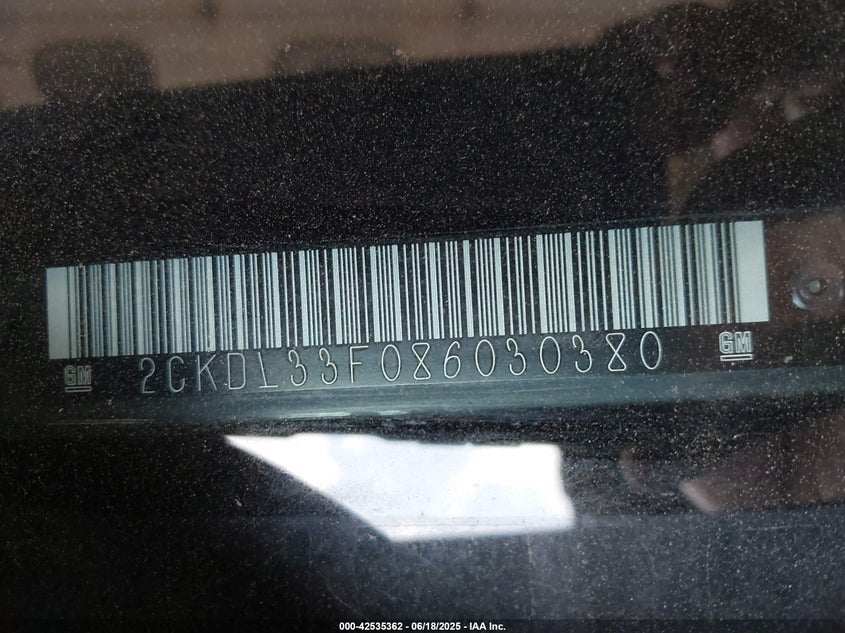 GM 2CKDL33F086030380 GM
000-42535362 | 06/18/2025 - IAA Inc.